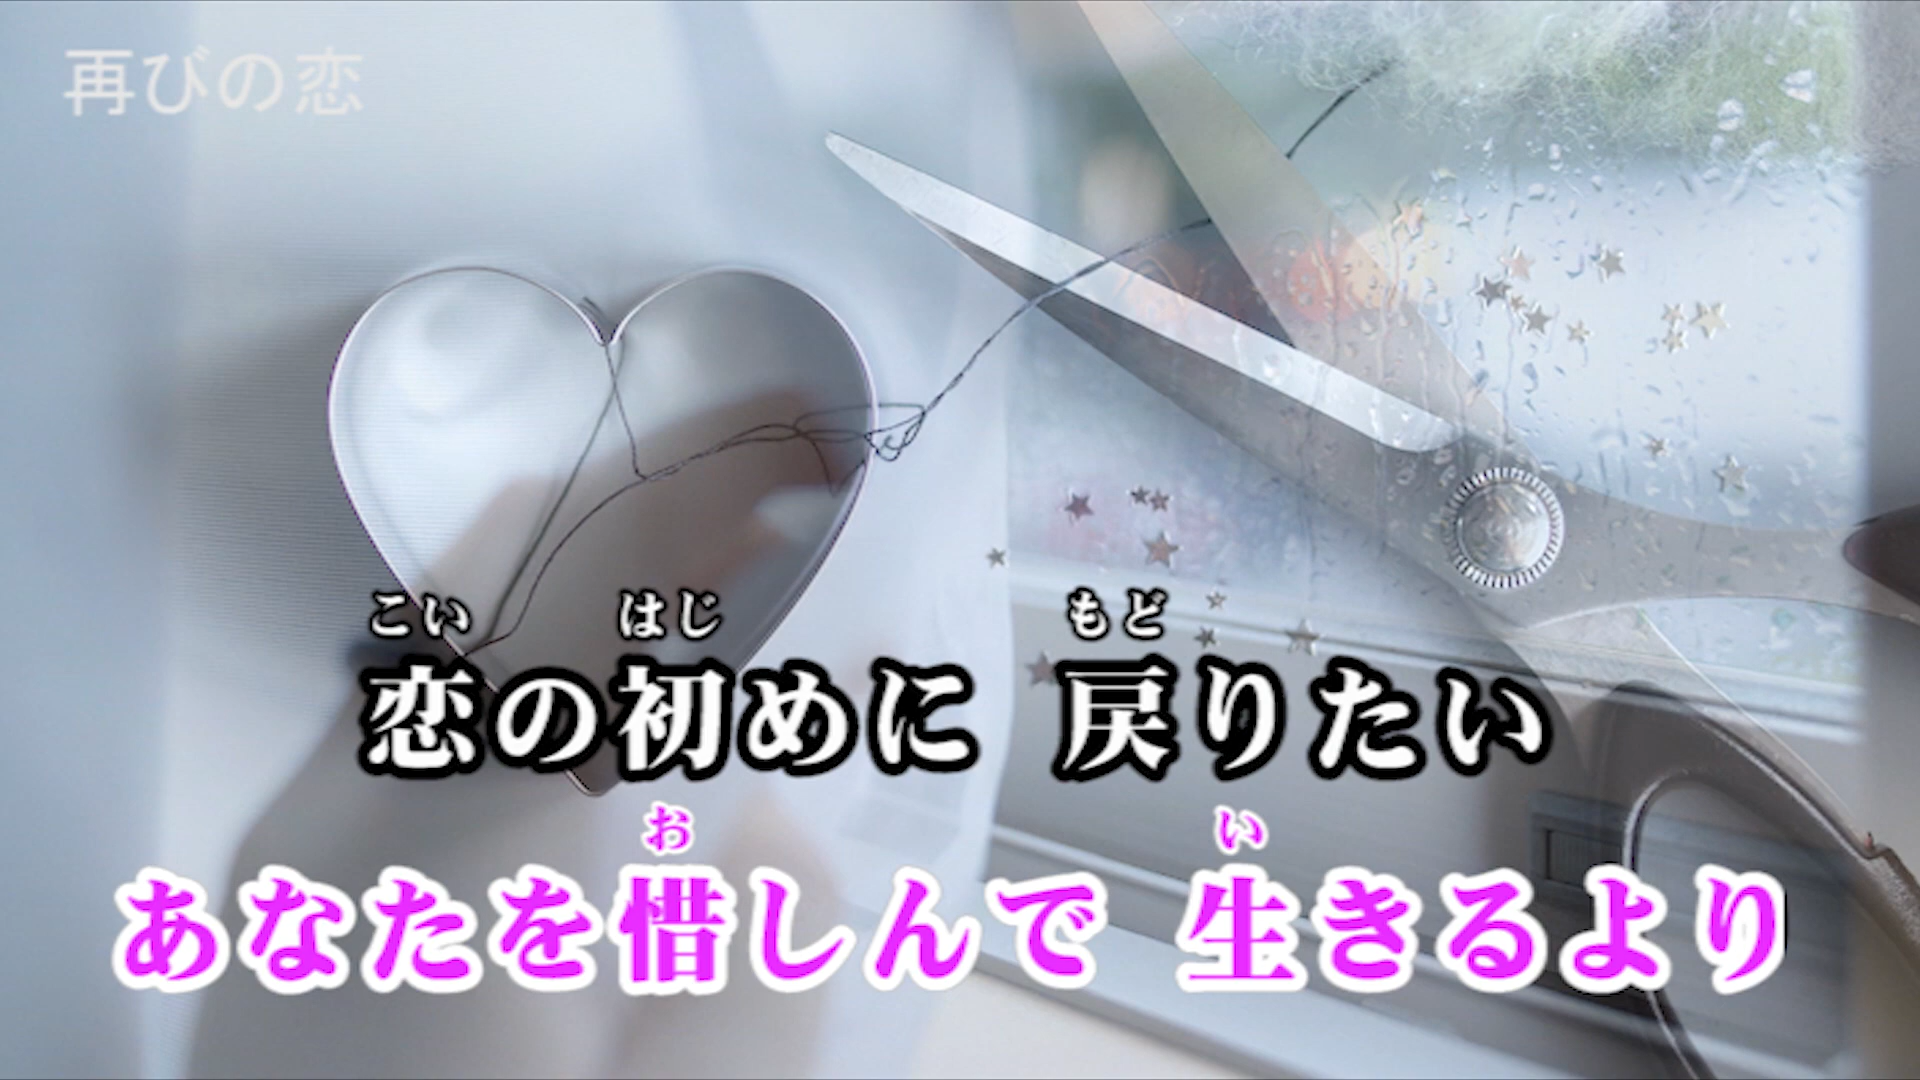 再びの恋
こい はじ もど
恋の初めに 戻りたい
お い
あなたを惜しんで 生きるより